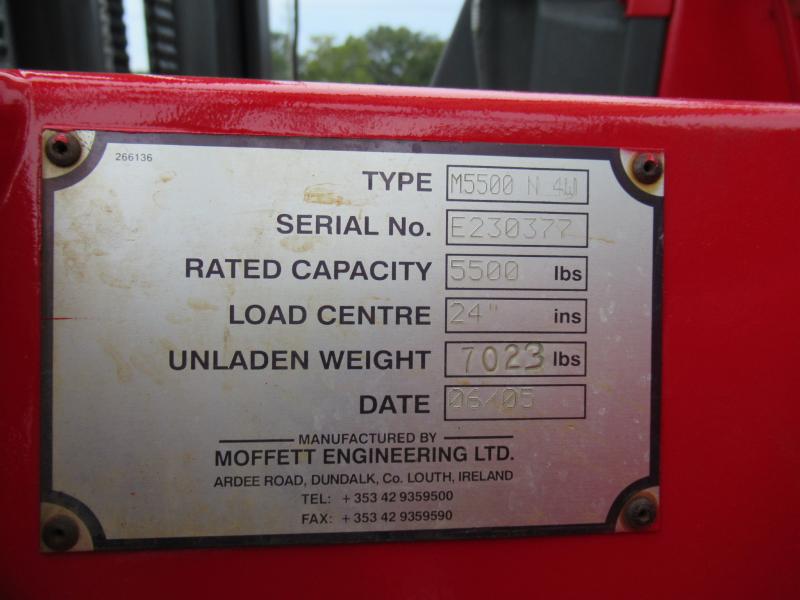 266136
TYPE M5500 N 4W
SERIAL No. E230377
RATED CAPACITY 5500 lbs
LOAD CENTRE 24" ins
UNLADEN WEIGHT 7023 lbs
DATE 06/05
MANUFACTURED BY
MOFFETT ENGINEERING LTD.
ARDEE ROAD, DUNDALK, Co. LOUTH, IRELAND
TEL: +353 42 9359500
FAX: +353 42 9359590